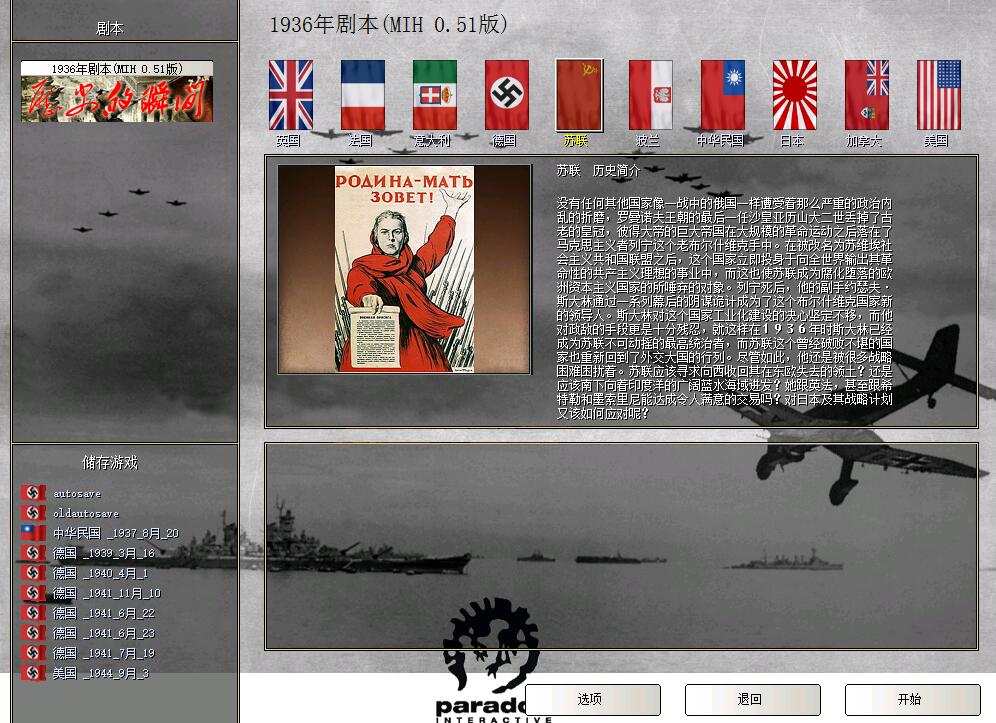 剧本
1936年剧本(MIH 0.51版)
历史的瞬间
储存游戏
autosave
oldautosave
中华民国 _1937_8月_20
德国 _1939_3月_16
德国 _1940_4月_1
德国 _1941_11月_10
德国 _1941_6月_22
德国 _1941_6月_23
德国 _1941_7月_19
美国 _1944_9月_3
1936年剧本(MIH 0.51版)
英国 法国 意大利 德国 苏联 波兰 中华民国 日本 加拿大 美国
РОДИНА-МАТЬ
ЗОВЕТ!
ВОЕННАЯ ПРИСЯГА
苏联 历史简介
没有任何其他国家像一战中的俄国一样遭受着那么严重的政治内
乱的折磨，罗曼诺夫王朝的最后一任沙皇亚历山大二世丢掉了古
老的皇冠，彼得大帝的巨大帝国在大规模的革命运动之后落在了
马克思主义者列宁这个老布尔什维克手中。在被改名为苏维埃社
会主义共和国联盟之后，这个国家立即投身于向全世界输出其革
命性的共产主义理想的事业中，而这也使苏联成为腐化堕落的欧
洲资本主义国家的所唾弃的对象。列宁死后，他的副手约瑟夫·
斯大林通过一系列幕后的阴谋诡计成为了这个布尔什维克国家新
的领导人。斯大林对这个国家工业化建设的决心坚定不移，而他
对政敌的手段更是十分残忍，就这样在１９３６年时斯大林已经
成为苏联不可动摇的最高统治者，而苏联这个曾经破败不堪的国
家也重新回到了外交大国的行列。尽管如此，他还是被很多战略
困难困扰着。苏联应该寻求向西收回其在东欧失去的领土？还是
应该南下向着印度洋的广阔蓝水海域进发？她跟英法，甚至跟希
特勒和墨索里尼能达成令人满意的交易吗？对日本及其战略计划
又该如何应对呢？
parado
INTERACTIVE
选项
退回
开始